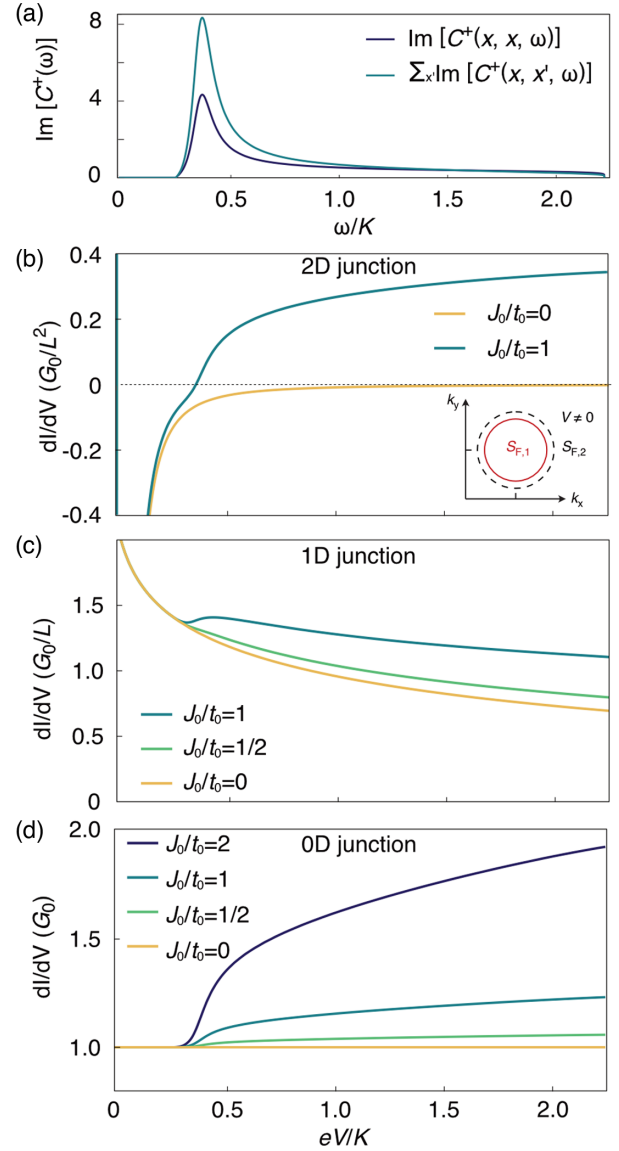 (a)
8
4
0
Im [C⁺(ω)]
Im [C⁺(x, x, ω)]
Σₓ'Im [C⁺(x, x', ω)]
0 0.5 1.0 1.5 2.0
ω/K
(b)
2D junction
0.4
0.2
0
-0.2
-0.4
dI/dV (G₀/L²)
J₀/t₀=0
J₀/t₀=1
k_y
V ≠ 0
S_F,1
S_F,2
k_x
(c)
1D junction
1.5
1.0
0.5
0
dI/dV (G₀/L)
J₀/t₀=1
J₀/t₀=1/2
J₀/t₀=0
(d)
0D junction
2.0
1.5
1.0
dI/dV (G₀)
J₀/t₀=2
J₀/t₀=1
J₀/t₀=1/2
J₀/t₀=0
0 0.5 1.0 1.5 2.0
eV/K